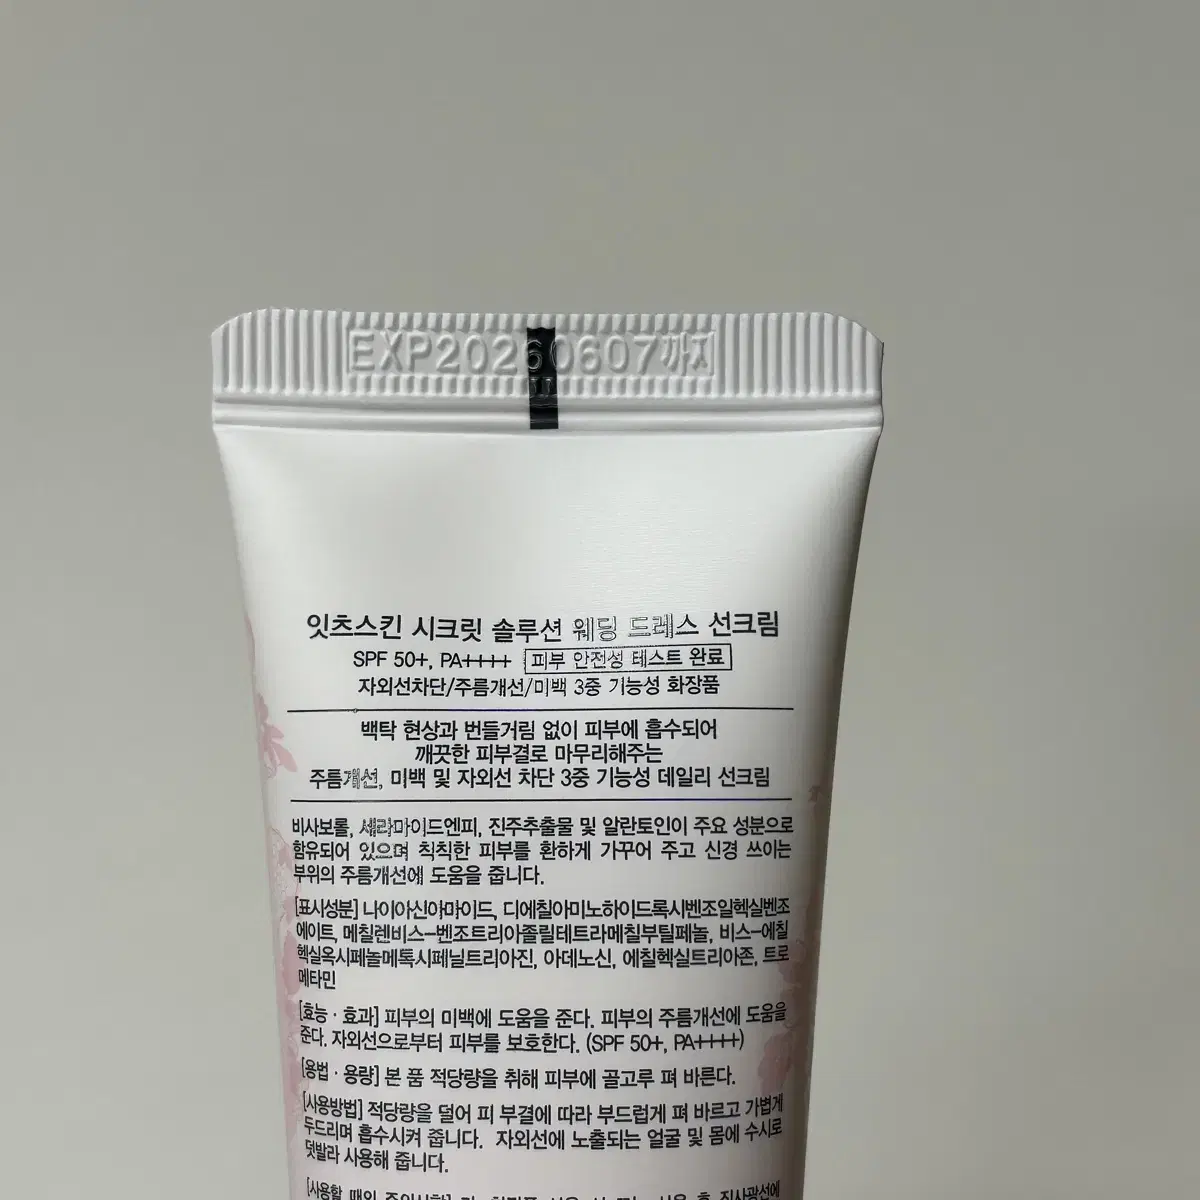 EXP20260607까지
잇츠스킨 시크릿 솔루션 웨딩 드레스 선크림
SPF 50+, PA++++ 피부 안전성 테스트 완료
자외선차단/주름개선/미백 3중 기능성 화장품
백탁 현상과 번들거림 없이 피부에 흡수되어
깨끗한 피부결로 마무리해주는
주름개선, 미백 및 자외선 차단 3중 기능성 데일리 선크림
비사보롤, 세라마이드엔피, 진주추출물 및 알란토인이 주요 성분으로
함유되어 있으며 칙칙한 피부를 환하게 가꾸어 주고 신경 쓰이는
부위의 주름개선에 도움을 줍니다.
[표시성분] 나이아신아마이드, 디에칠아미노하이드록시벤조일헥실벤조
에이트, 메칠렌비스-벤조트리아졸릴테트라메칠부틸페놀, 비스-에칠
헥실옥시페놀메톡시페닐트리아진, 아데노신, 에칠헥실트리아존, 트로
메타민
[효능·효과] 피부의 미백에 도움을 준다. 피부의 주름개선에 도움을
준다. 자외선으로부터 피부를 보호한다. (SPF 50+, PA++++)
[용법·용량] 본 품 적당량을 취해 피부에 골고루 펴 바른다.
[사용방법] 적당량을 덜어 피 부결에 따라 부드럽게 펴 바르고 가볍게
두드리며 흡수시켜 줍니다. 자외선에 노출되는 얼굴 및 몸에 수시로
덧발라 사용해 줍니다.
[사용할 때의 주의사항]